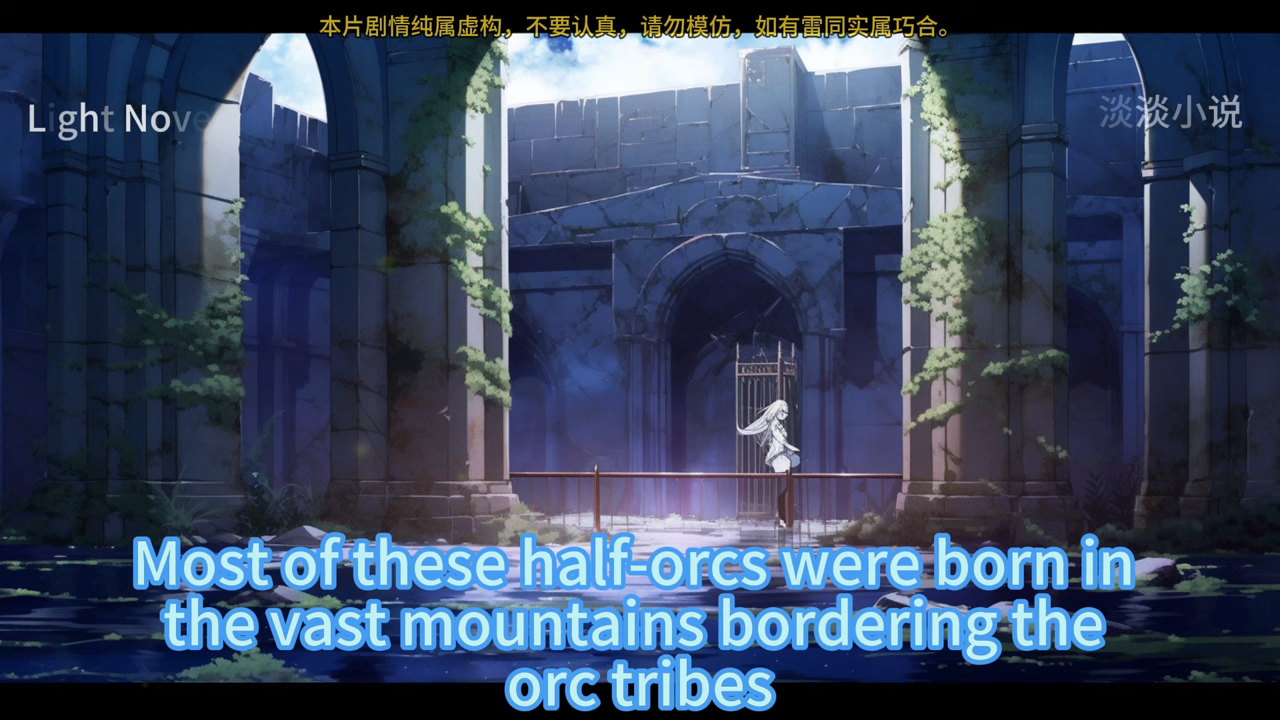 本片剧情纯属虚构，不要认真，请勿模仿，如有雷同实属巧合。
Light Nove
淡淡小说
Most of these half-orcs were born in
the vast mountains bordering the
orc tribes